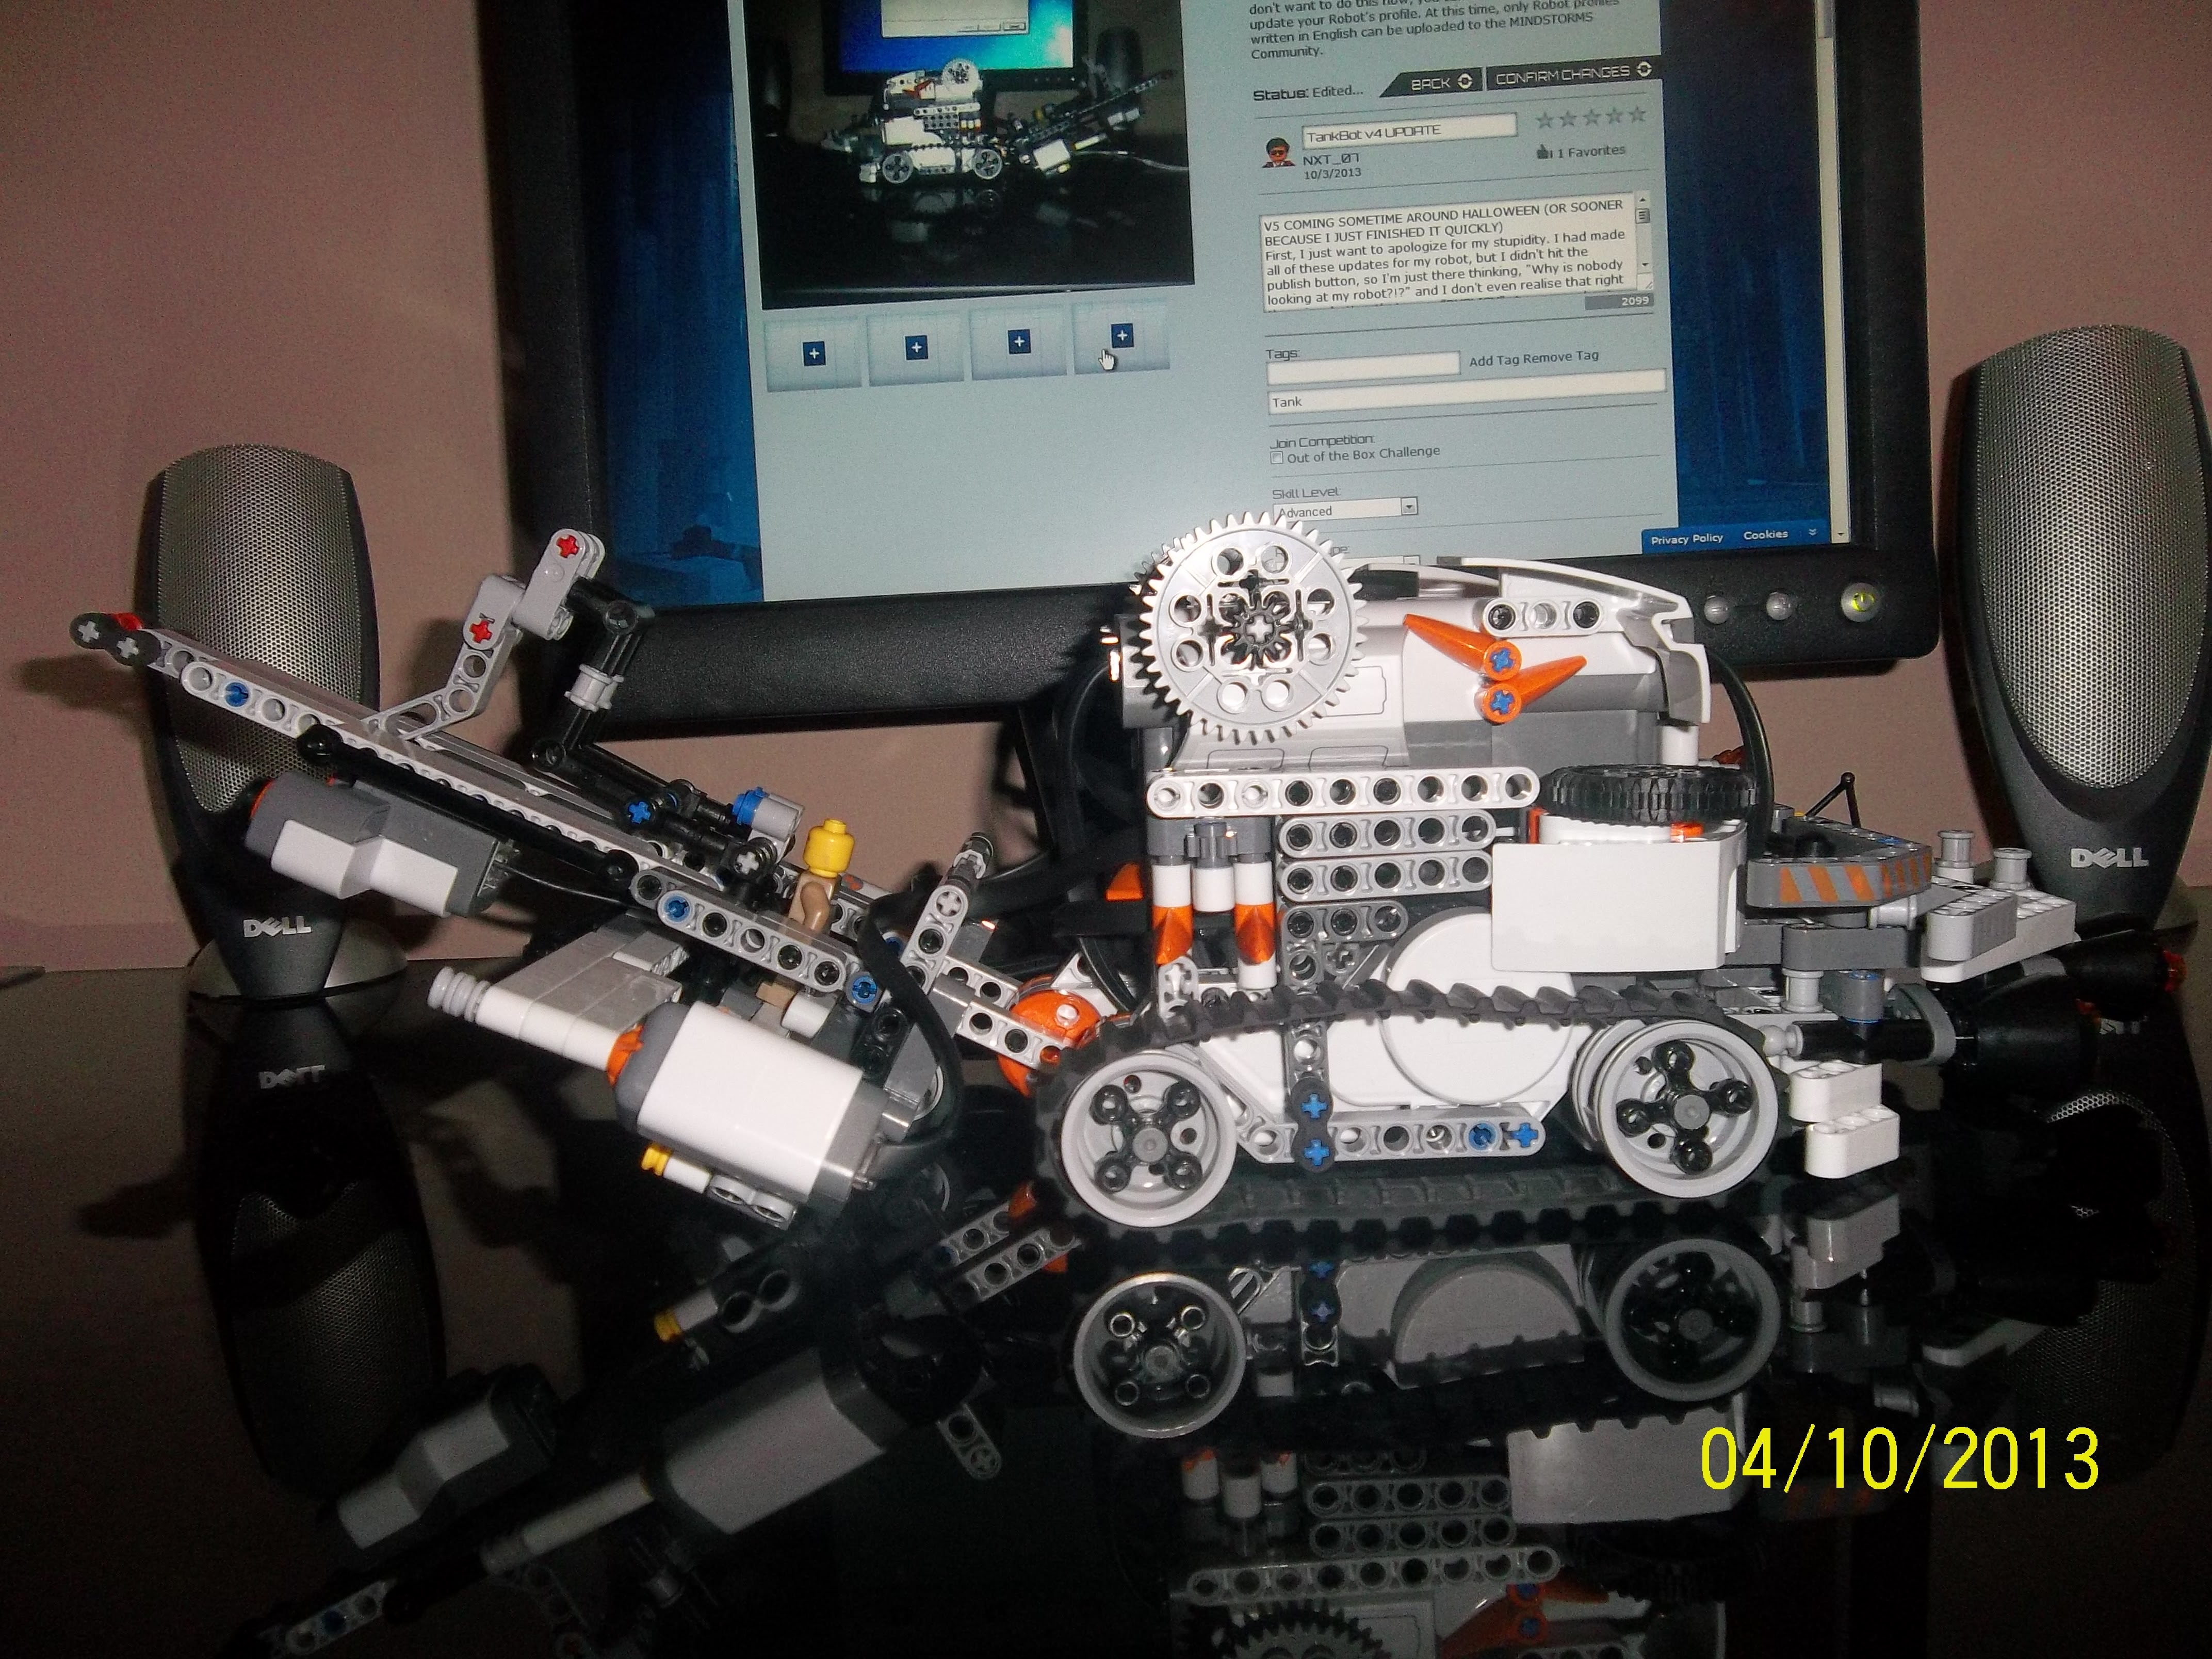 don't want to do this now, you
update your Robot's profile. At this time, only Robot profiles
written in English can be uploaded to the MINDSTORMS
Community.
Status: Edited...
BACK
CONFIRM CHANGES
TankBot v4 UPDATE
NXT_07
10/3/2013
1 Favorites
V5 COMING SOMETIME AROUND HALLOWEEN (OR SOONER
BECAUSE I JUST FINISHED IT QUICKLY)
First, I just want to apologize for my stupidity. I had made
all of these updates for my robot, but I didn't hit the
publish button, so I'm just there thinking, "Why is nobody
looking at my robot?!?" and I don't even realise that right
2099
Tags:
Add Tag Remove Tag
Tank
Join Competition:
Out of the Box Challenge
Skill Level:
Advanced
Privacy Policy
Cookies
DELL
DELL
04/10/2013